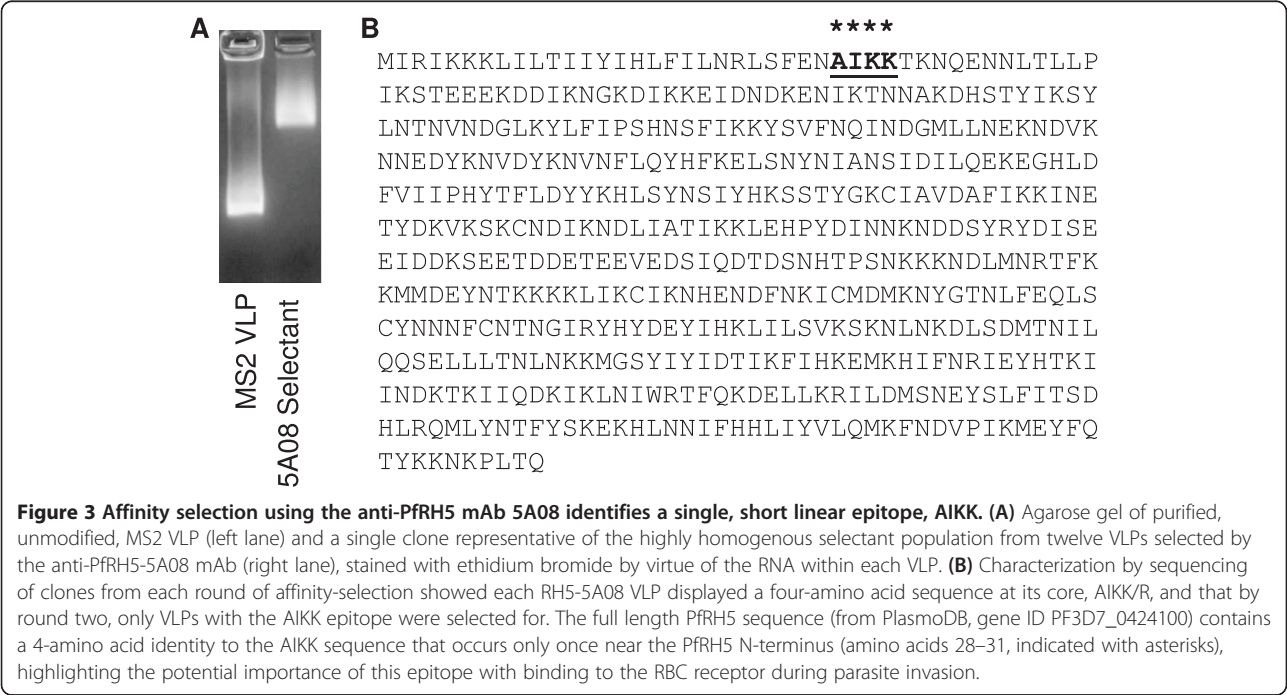 A
B
****
MIRIKKKLILTIIYIHLFILNRLSFENAIKKTKNQENNLTLLP
IKSTEEEKDDIKNGKDIKKEIDNDKENIKTNNAKDHSTYIKSY
LNTNVNDGLKYLFIPSHNSFIKKYSVFNQINDGMLLNEKNDVK
NNEDYKNVDYKNVNFLQYHFKELSNYNIANSIDILQEKEGHLD
FVIIPHYTFLDYYKHLSYNSIYHKSSTYGKCIAVDAFIKKINE
TYDKVKSKCNDIKNDLIATIKKLEHPYDINNKNDDSYRYDISE
EIDDKSEETDDETEEVEDSIQDTDSNHTPSNKKKNDLMNRTFK
KMMDEYNTKKKKLIKCIKNHENDFNKICMDMKNYGTNLFEQLS
CYNNNFCNTNGIRYHYDEYIHKLILSVKSKNLNKDLSDMTNIL
QQSELLLTNLNKKMGSYIYIDTIKFIHKEMKHIFNRIEYHTKI
INDKTKIIQDKIKLNIWRTFQKDELLKRILDMSNEYSLFITSD
HLRQMLYNTFYSKEKHLNNIFHHLIYVLQMKFNDVPIKMEYFQ
TYKKNKPLTQ
MS2 VLP
5A08 Selectant
Figure 3 Affinity selection using the anti-PfRH5 mAb 5A08 identifies a single, short linear epitope, AIKK. (A) Agarose gel of purified,
unmodified, MS2 VLP (left lane) and a single clone representative of the highly homogenous selectant population from twelve VLPs selected by
the anti-PfRH5-5A08 mAb (right lane), stained with ethidium bromide by virtue of the RNA within each VLP. (B) Characterization by sequencing
of clones from each round of affinity-selection showed each RH5-5A08 VLP displayed a four-amino acid sequence at its core, AIKK/R, and that by
round two, only VLPs with the AIKK epitope were selected for. The full length PfRH5 sequence (from PlasmoDB, gene ID PF3D7_0424100) contains
a 4-amino acid identity to the AIKK sequence that occurs only once near the PfRH5 N-terminus (amino acids 28–31, indicated with asterisks),
highlighting the potential importance of this epitope with binding to the RBC receptor during parasite invasion.